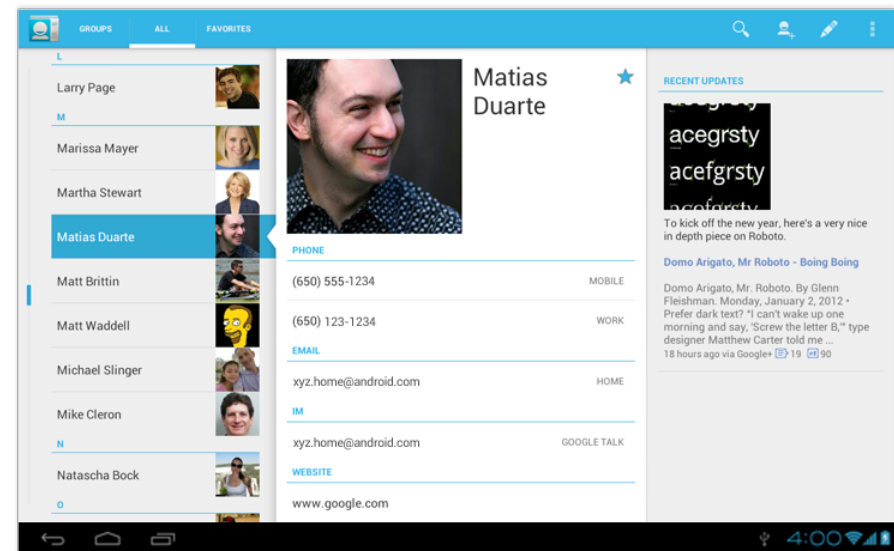 GROUPS
ALL
FAVORITES
L
Larry Page
M
Marissa Mayer
Martha Stewart
Matias Duarte
Matt Brittin
Matt Waddell
Michael Slinger
Mike Cleron
N
Natascha Bock
O
Matias
Duarte
PHONE
(650) 555-1234
MOBILE
(650) 123-1234
WORK
EMAIL
xyz.home@android.com
HOME
IM
xyz.home@android.com
GOOGLE TALK
WEBSITE
www.google.com
RECENT UPDATES
acegrsty
acefgrsty
To kick off the new year, here's a very nice
in depth piece on Roboto.
Domo Arigato, Mr Roboto - Boing Boing
Domo Arigato, Mr. Roboto. By Glenn
Fleishman. Monday, January 2, 2012 •
Prefer dark text? "I can't wake up one
morning and say, 'Screw the letter B,'" type
designer Matthew Carter told me ...
18 hours ago via Google+ 19 +1 90
4:00